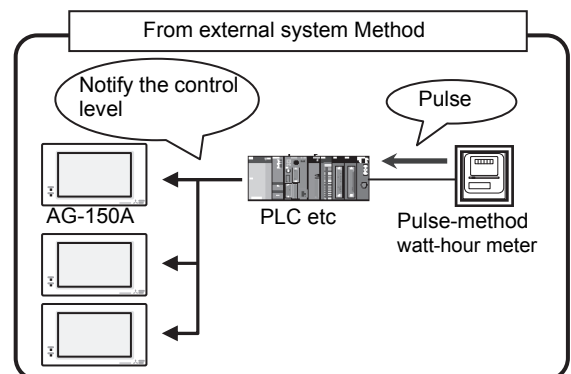 From external system Method
Notify the control
level
Pulse
AG-150A
PLC etc
Pulse-method
watt-hour meter